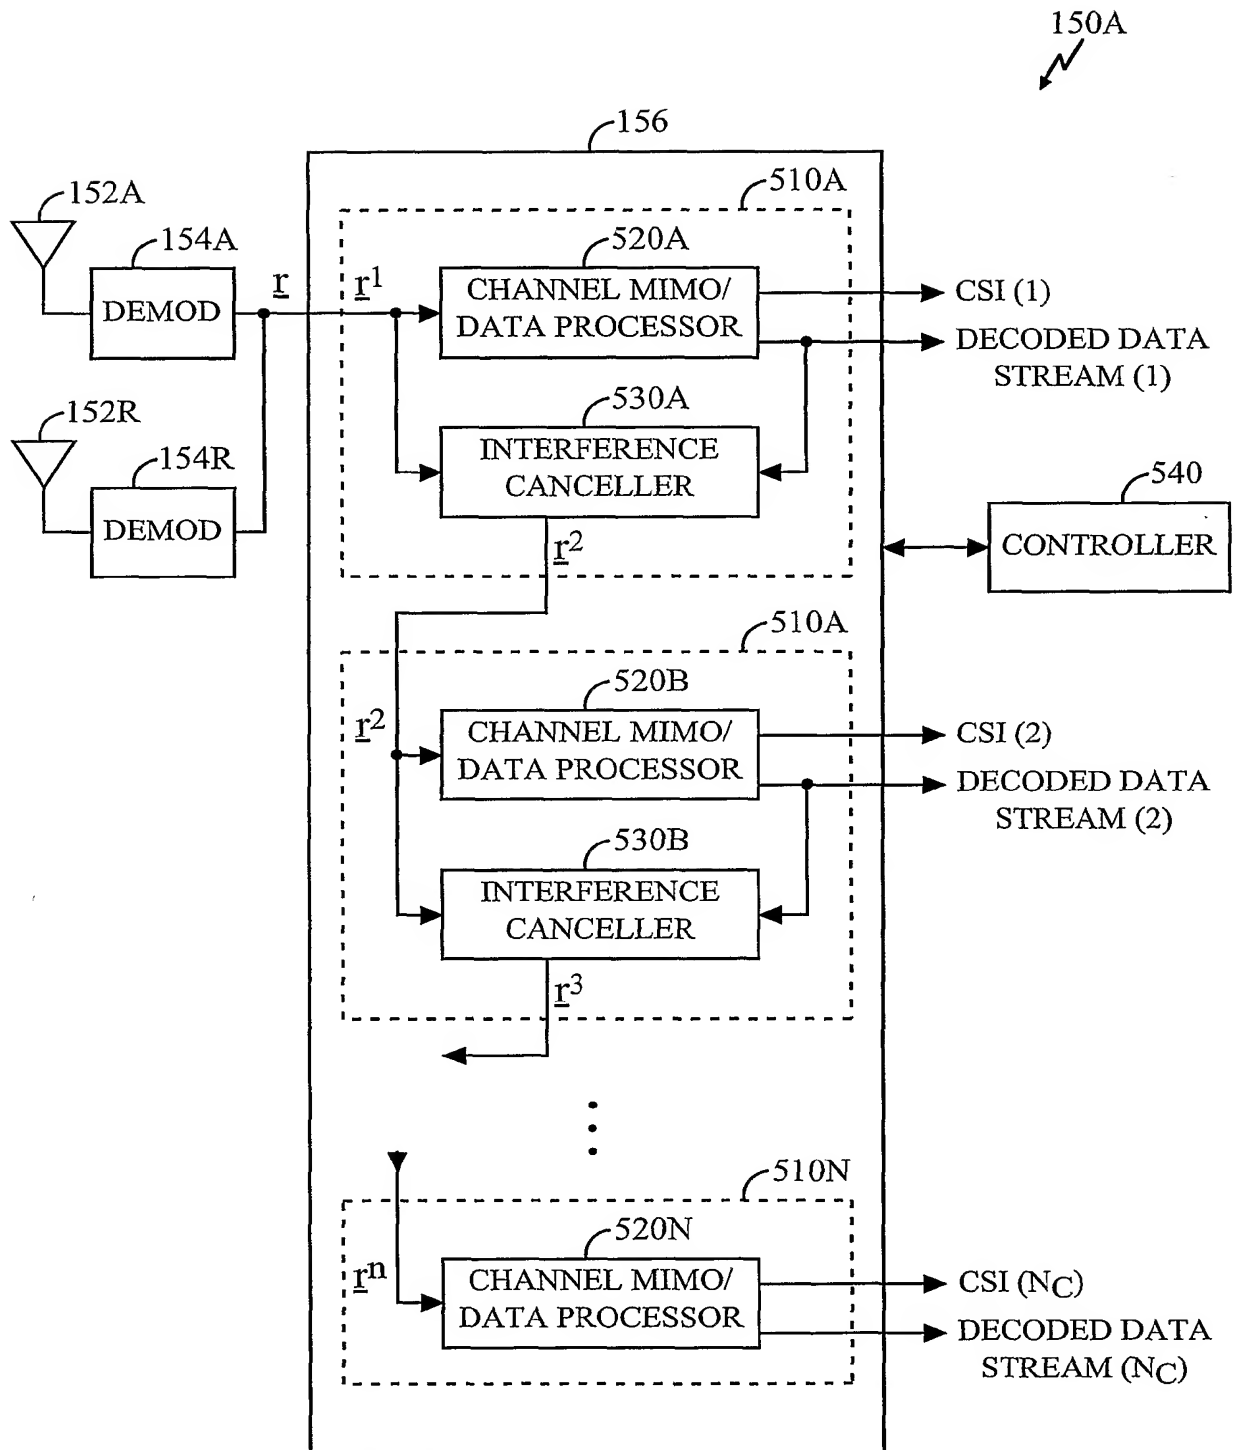 150A
156
152A
154A
DEMOD
r
510A
r1
520A
CHANNEL MIMO/
DATA PROCESSOR
CSI (1)
DECODED DATA
STREAM (1)
152R
154R
DEMOD
530A
INTERFERENCE
CANCELLER
r2
540
CONTROLLER
510A
r2
520B
CHANNEL MIMO/
DATA PROCESSOR
CSI (2)
DECODED DATA
STREAM (2)
530B
INTERFERENCE
CANCELLER
r3
510N
rn
520N
CHANNEL MIMO/
DATA PROCESSOR
CSI (NC)
DECODED DATA
STREAM (NC)